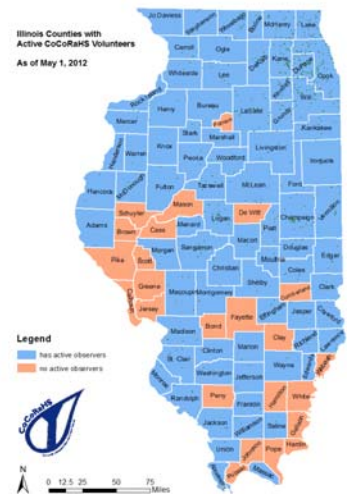 Illinois Counties with
Active CoCoRaHS Volunteers
As of May 1, 2012
Jo Daviess Stephenson Winnebago Boone McHenry Lake
Carroll Ogle DeKalb Kane DuPage Cook
Whiteside Lee Kendall Will
Rock Island Henry Bureau LaSalle Grundy
Mercer Putnam Kankakee
Stark Marshall Livingston
Henderson Warren Knox Peoria Woodford Iroquois
Hancock McDonough Fulton Tazewell McLean Ford
Schuyler Mason Logan De Witt Champaign Vermilion
Adams Brown Cass Menard Macon Piatt
Pike Scott Morgan Sangamon Moultrie Douglas Edgar
Christian Coles
Calhoun Greene Macoupin Montgomery Shelby Cumberland Clark
Jersey Fayette Effingham Jasper Crawford
Madison Bond Clay Richland Lawrence
St. Clair Clinton Marion Wayne Edwards Wabash
Monroe Washington Jefferson
Randolph Perry Franklin Hamilton White
Jackson Williamson Saline Gallatin
Union Johnson Pope Hardin
Alexander Pulaski Massac
Legend
has active observers
no active observers
CoCoRaHS
N
0 12.5 25 50 75
Miles